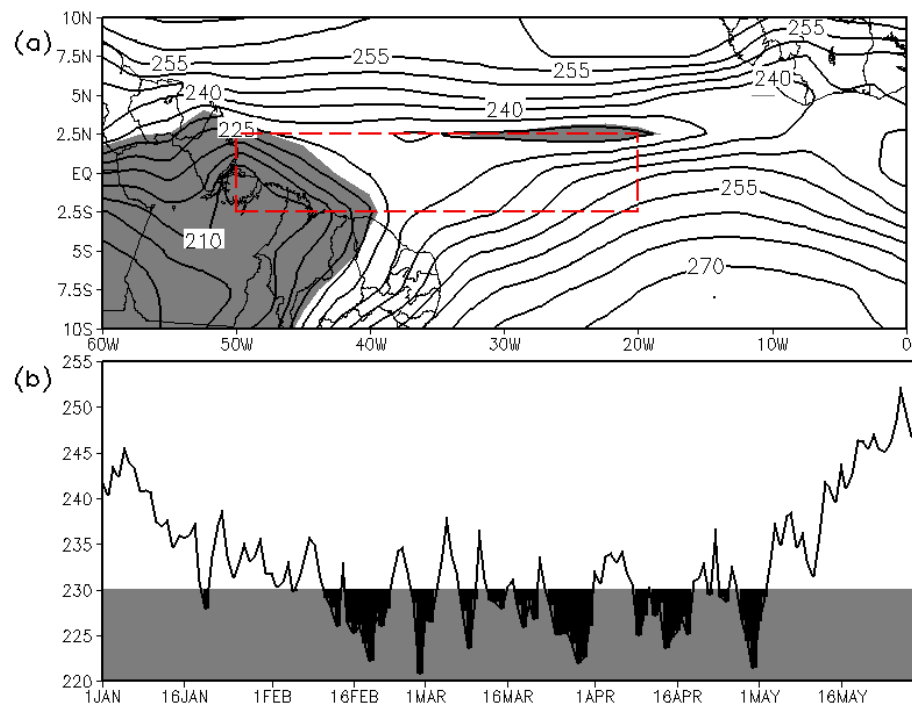 (a)
10N
7.5N
5N
2.5N
EQ
2.5S
5S
7.5S
10S
255
255
255
240
240
240
225
255
210
270
60W 50W 40W 30W 20W 10W 0
(b)
255
250
245
240
235
230
225
220
1JAN 16JAN 1FEB 16FEB 1MAR 16MAR 1APR 16APR 1MAY 16MAY